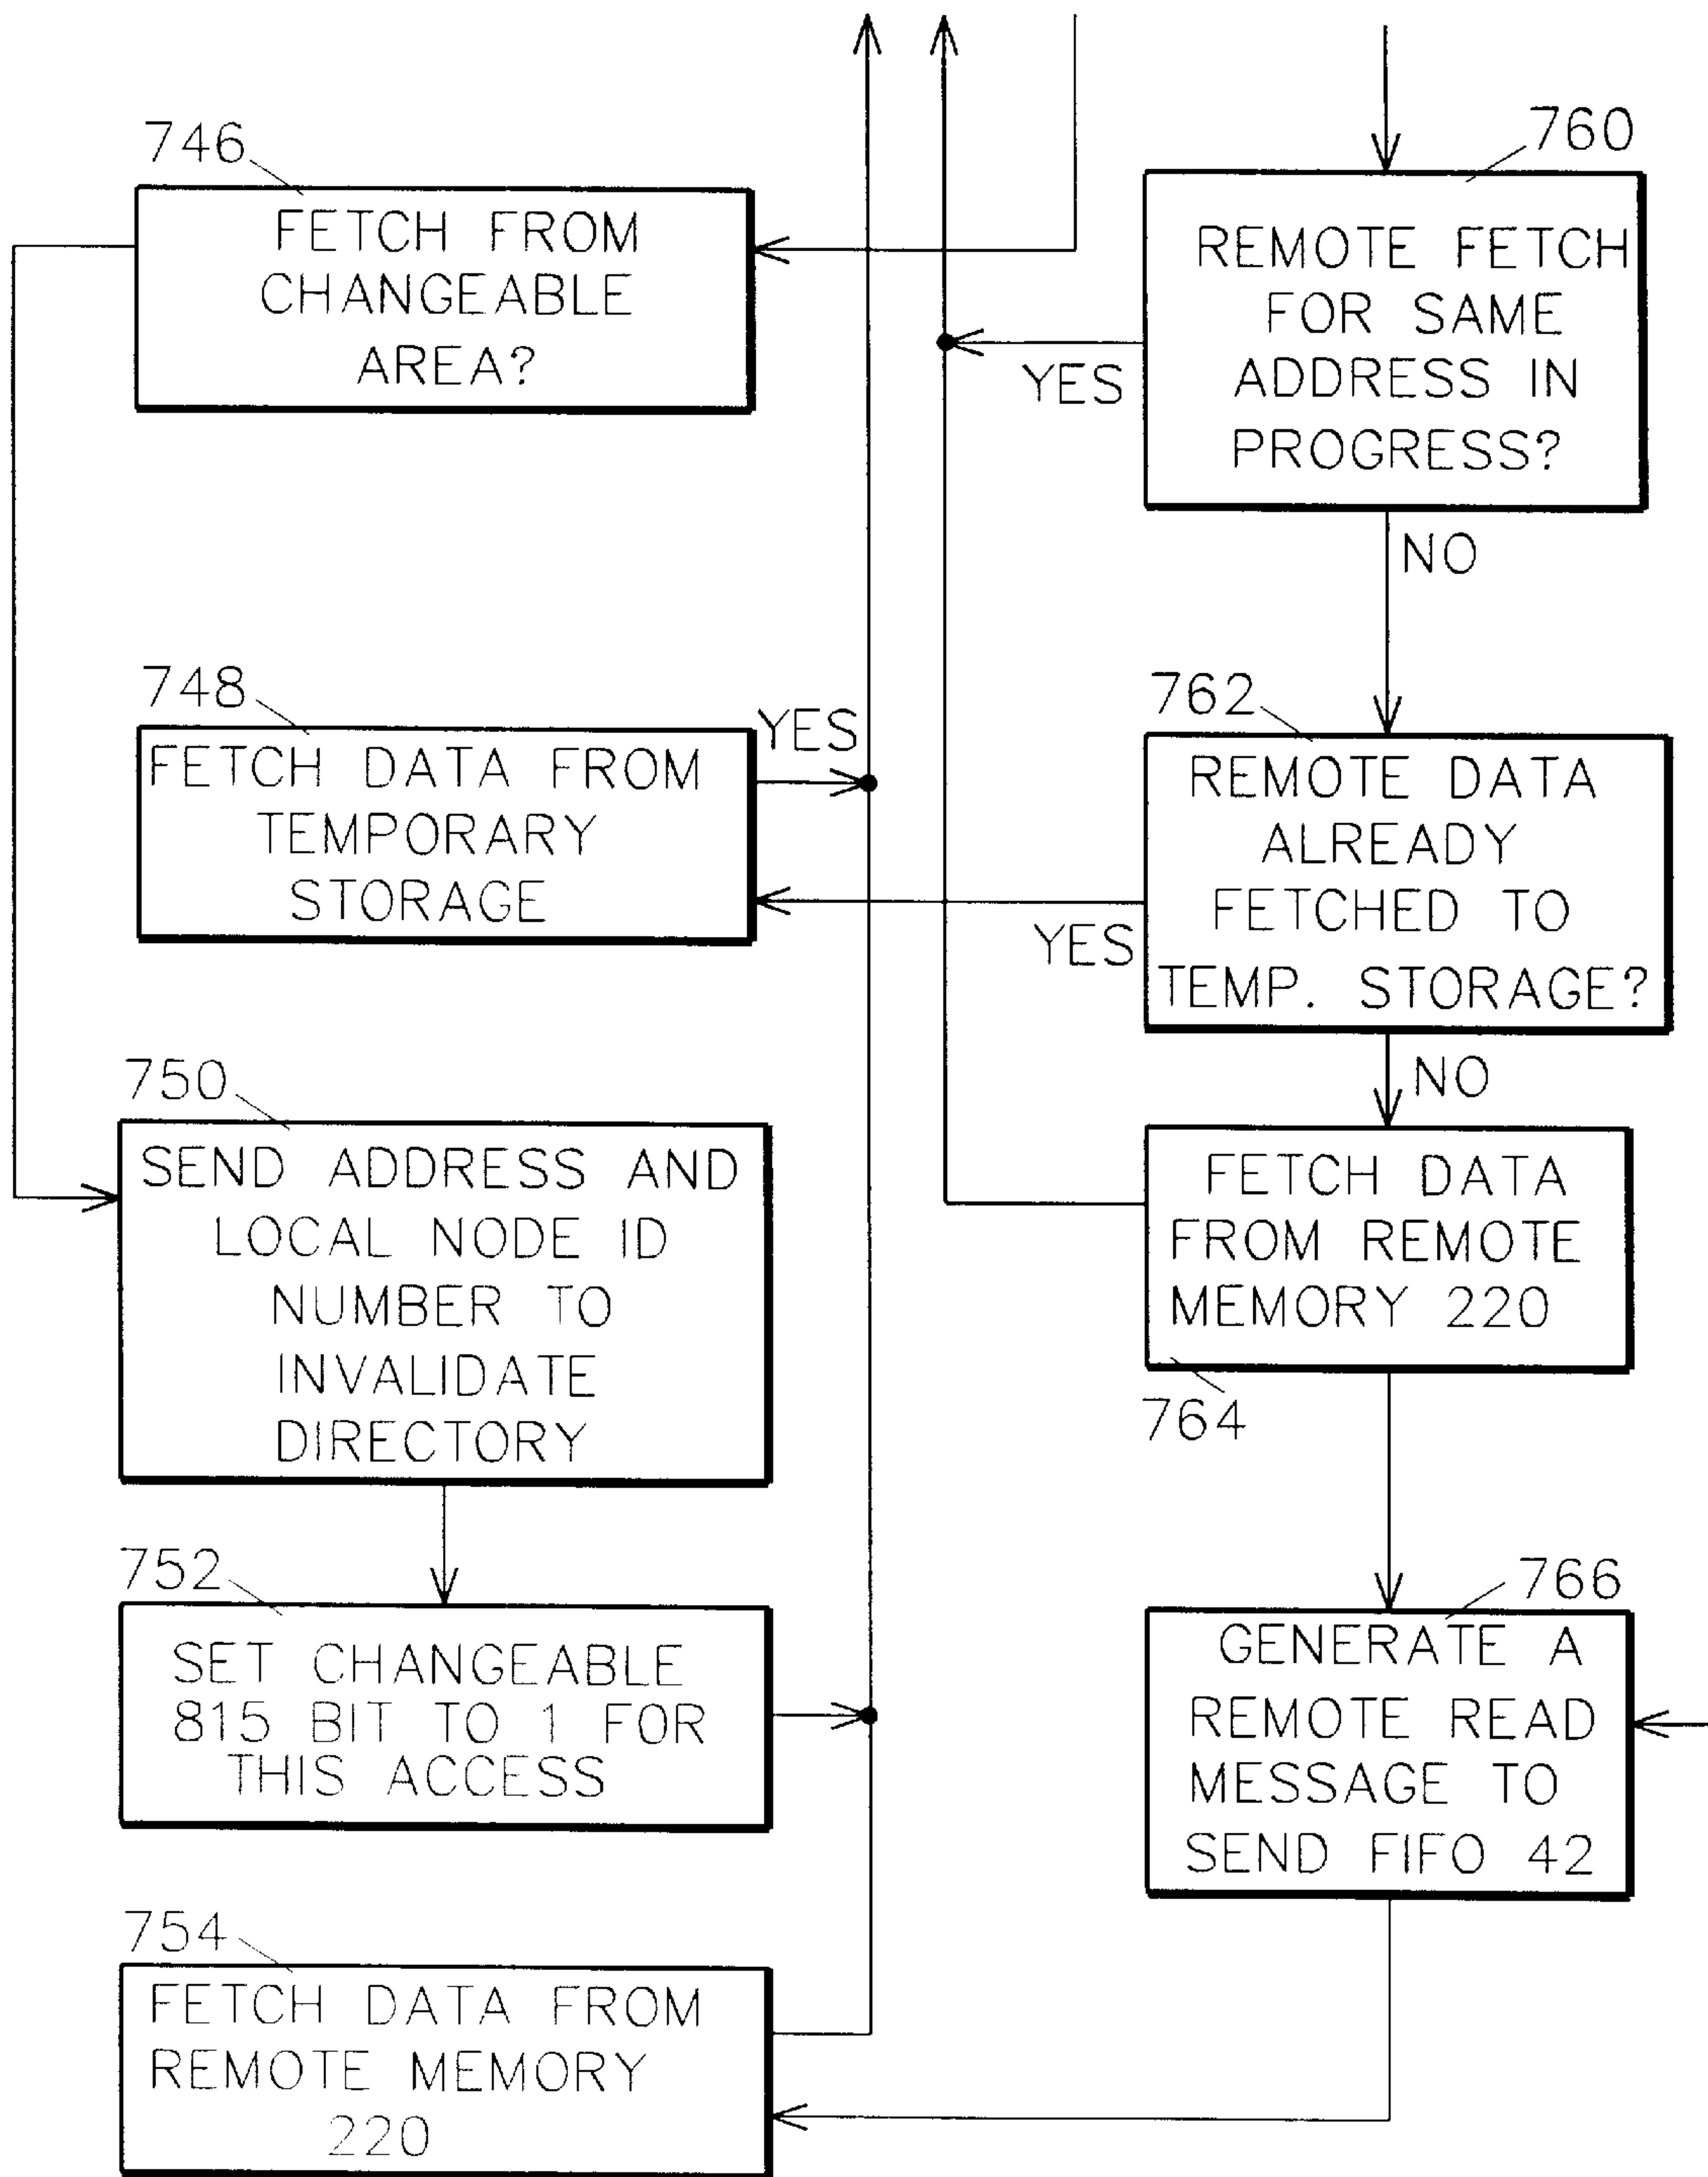 746
FETCH FROM
CHANGEABLE
AREA?
760
REMOTE FETCH
FOR SAME
ADDRESS IN
PROGRESS?
YES
NO
748
FETCH DATA FROM
TEMPORARY
STORAGE
YES
762
REMOTE DATA
ALREADY
FETCHED TO
TEMP. STORAGE?
YES
NO
750
SEND ADDRESS AND
LOCAL NODE ID
NUMBER TO
INVALIDATE
DIRECTORY
FETCH DATA
FROM REMOTE
MEMORY 220
764
752
SET CHANGEABLE
815 BIT TO 1 FOR
THIS ACCESS
766
GENERATE A
REMOTE READ
MESSAGE TO
SEND FIFO 42
754
FETCH DATA FROM
REMOTE MEMORY
220